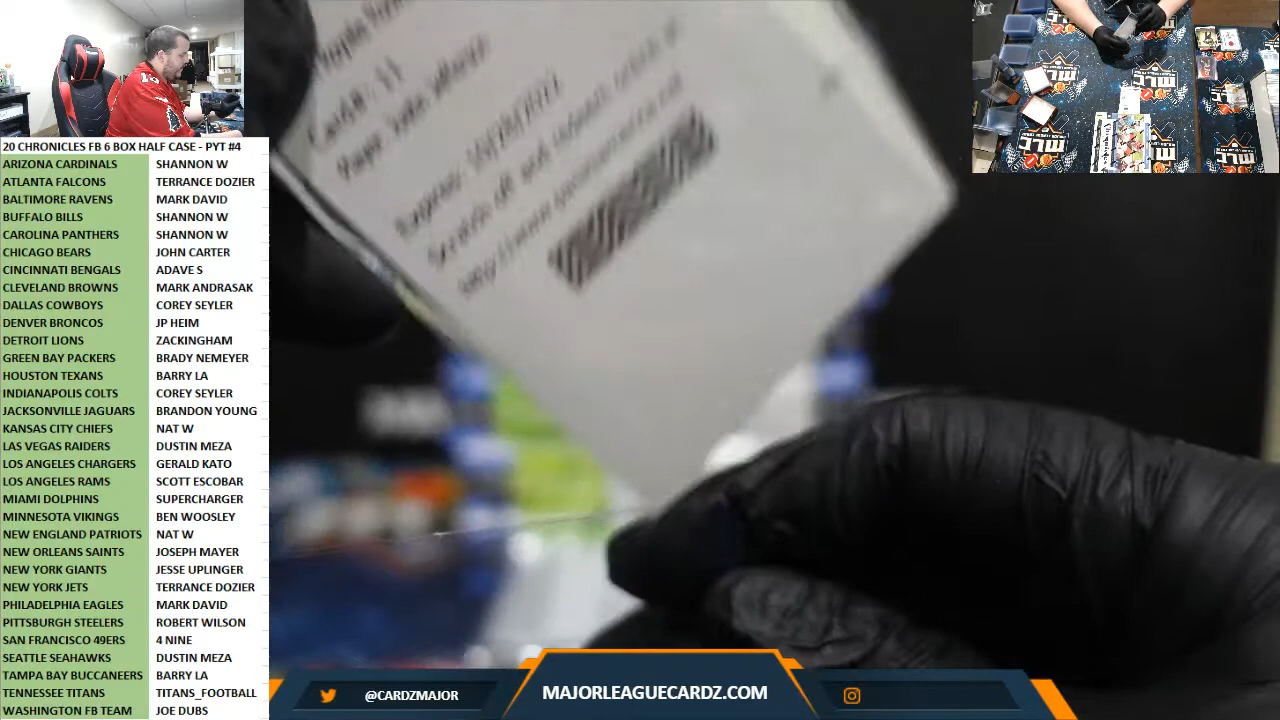 20 CHRONICLES FB 6 BOX HALF CASE - PYT #4
ARIZONA CARDINALS SHANNON W
ATLANTA FALCONS TERRANCE DOZIER
BALTIMORE RAVENS MARK DAVID
BUFFALO BILLS SHANNON W
CAROLINA PANTHERS SHANNON W
CHICAGO BEARS JOHN CARTER
CINCINNATI BENGALS ADAVE S
CLEVELAND BROWNS MARK ANDRASAK
DALLAS COWBOYS COREY SEYLER
DENVER BRONCOS JP HEIM
DETROIT LIONS ZACKINGHAM
GREEN BAY PACKERS BRADY NEMEYER
HOUSTON TEXANS BARRY LA
INDIANAPOLIS COLTS COREY SEYLER
JACKSONVILLE JAGUARS BRANDON YOUNG
KANSAS CITY CHIEFS NAT W
LAS VEGAS RAIDERS DUSTIN MEZA
LOS ANGELES CHARGERS GERALD KATO
LOS ANGELES RAMS SCOTT ESCOBAR
MIAMI DOLPHINS SUPERCHARGER
MINNESOTA VIKINGS BEN WOOSLEY
NEW ENGLAND PATRIOTS NAT W
NEW ORLEANS SAINTS JOSEPH MAYER
NEW YORK GIANTS JESSE UPLINGER
NEW YORK JETS TERRANCE DOZIER
PHILADELPHIA EAGLES MARK DAVID
PITTSBURGH STEELERS ROBERT WILSON
SAN FRANCISCO 49ERS 4 NINE
SEATTLE SEAHAWKS DUSTIN MEZA
TAMPA BAY BUCCANEERS BARRY LA
TENNESSEE TITANS TITANS_FOOTBALL
WASHINGTON FB TEAM JOE DUBS
MLC
MLC
MLC
MLC
@CARDZMAJOR
MAJORLEAGUECARDZ.COM